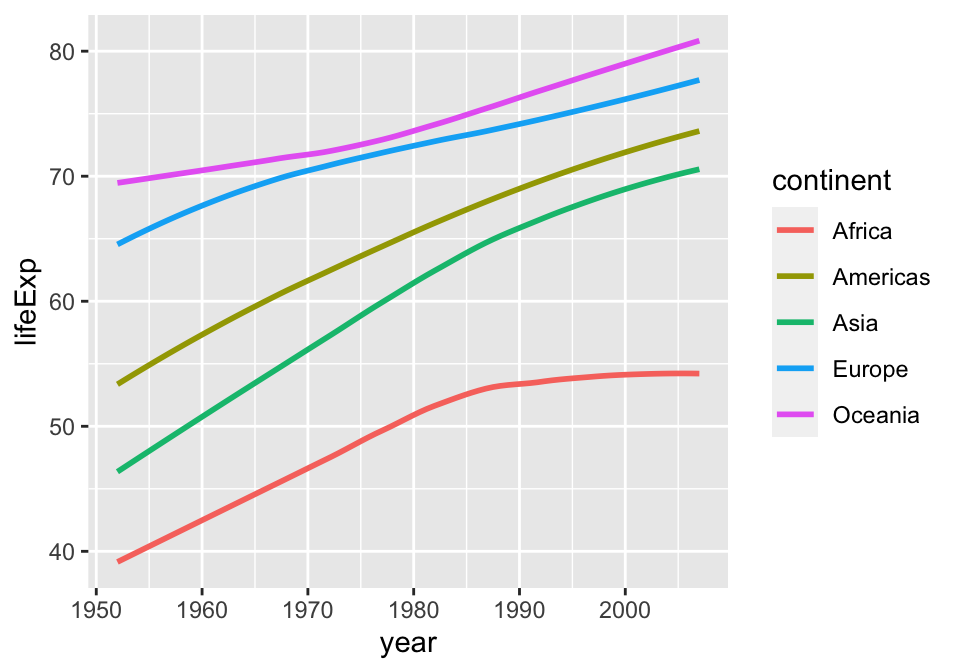 80
70
60
50
40
lifeExp
1950 1960 1970 1980 1990 2000
year
continent
Africa
Americas
Asia
Europe
Oceania